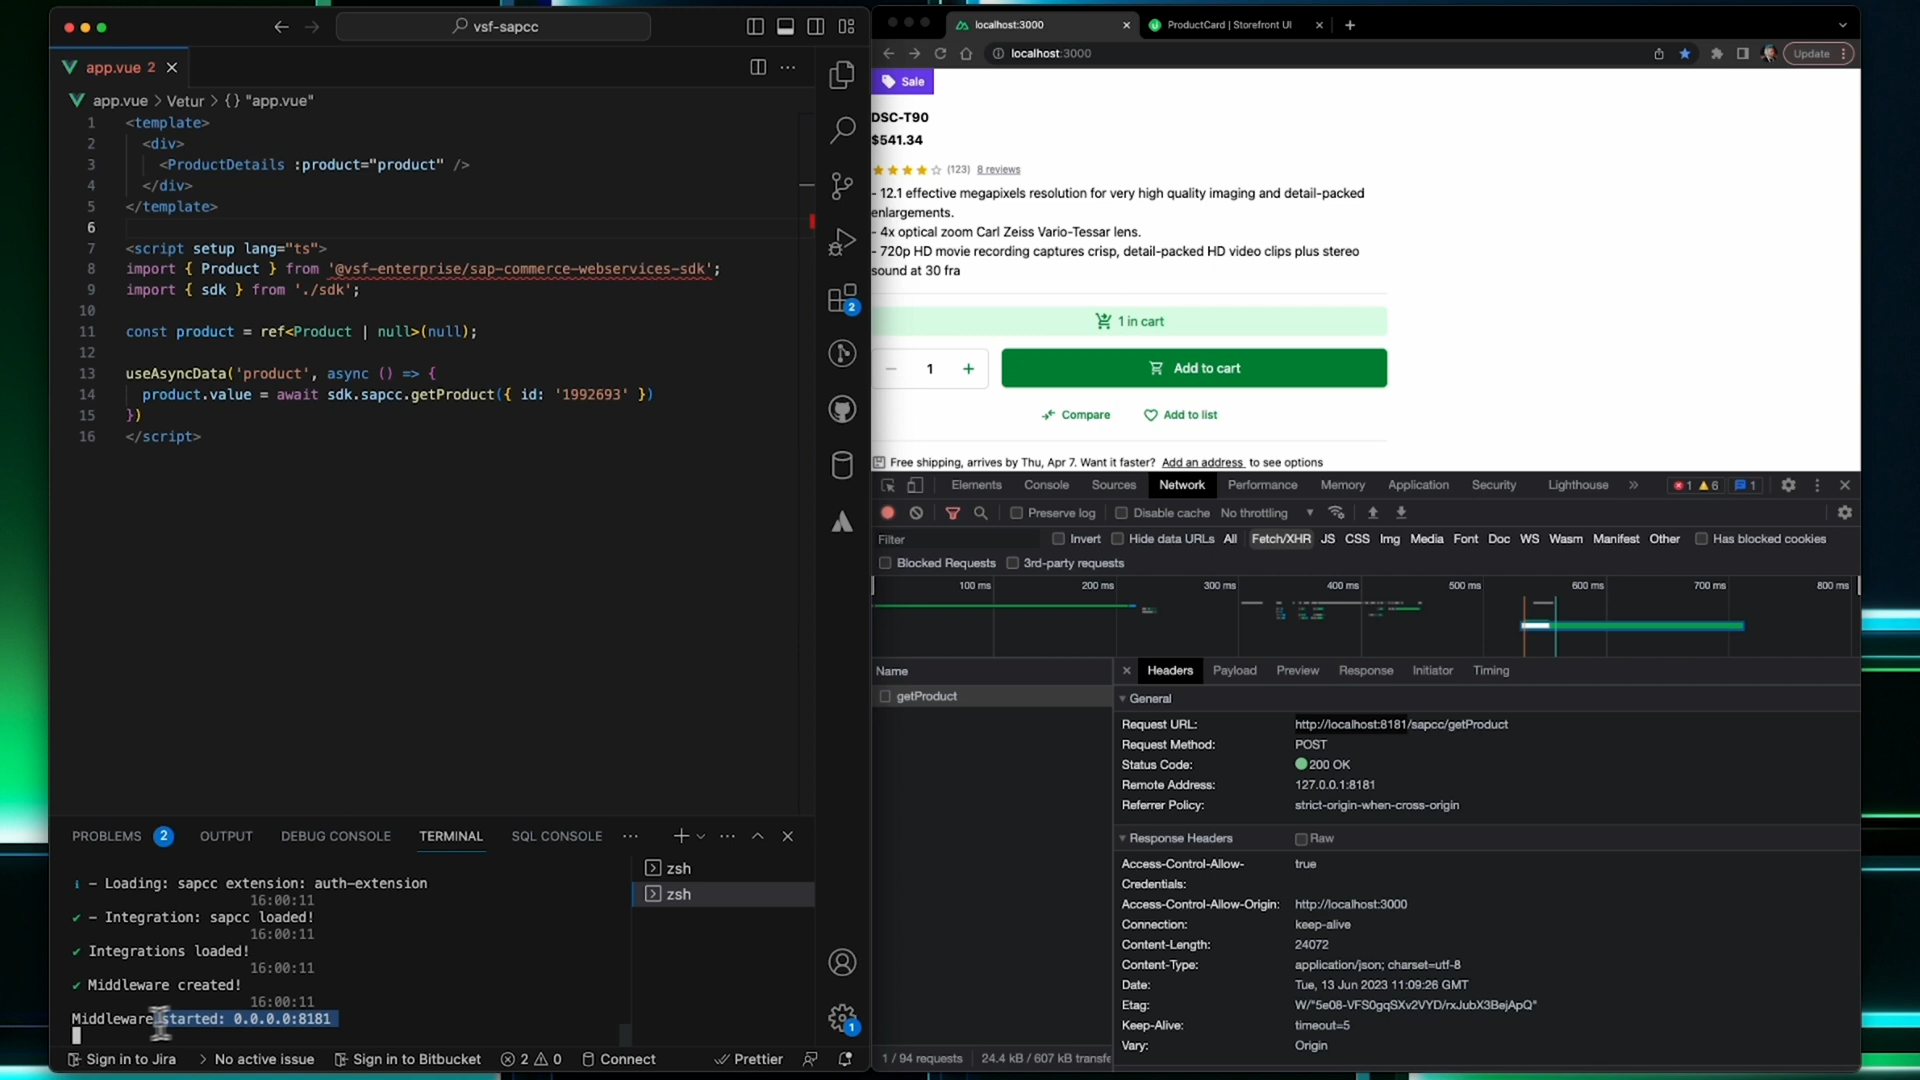 vsf-sapcc
app.vue 2
app.vue > Vetur > {} "app.vue"
1 <template>
2 <div>
3 <ProductDetails :product="product" />
4 </div>
5 </template>
6
7 <script setup lang="ts">
8 import { Product } from '@vsf-enterprise/sap-commerce-webservices-sdk';
9 import { sdk } from './sdk';
10
11 const product = ref<Product | null>(null);
12
13 useAsyncData('product', async () => {
14 product.value = await sdk.sapcc.getProduct({ id: '1992693' })
15 })
16 </script>
2
PROBLEMS 2 OUTPUT DEBUG CONSOLE TERMINAL SQL CONSOLE
i – Loading: sapcc extension: auth-extension
16:00:11
✔ – Integration: sapcc loaded!
16:00:11
✔ Integrations loaded!
16:00:11
✔ Middleware created!
16:00:11
Middleware started: 0.0.0.0:8181
zsh
zsh
1
Sign in to Jira No active issue Sign in to Bitbucket 2 0 Connect Prettier
localhost:3000 ProductCard | Storefront UI
localhost:3000 Update
Sale
DSC-T90
$541.34
(123) 8 reviews
- 12.1 effective megapixels resolution for very high quality imaging and detail-packed
enlargements.
- 4x optical zoom Carl Zeiss Vario-Tessar lens.
- 720p HD movie recording captures crisp, detail-packed HD video clips plus stereo
sound at 30 fra
1 in cart
− 1 + Add to cart
Compare Add to list
Free shipping, arrives by Thu, Apr 7. Want it faster? Add an address to see options
Elements Console Sources Network Performance Memory Application Security Lighthouse » 1 6 1
Preserve log Disable cache No throttling
Filter Invert Hide data URLs All Fetch/XHR JS CSS Img Media Font Doc WS Wasm Manifest Other Has blocked cookies
Blocked Requests 3rd-party requests
100 ms 200 ms 300 ms 400 ms 500 ms 600 ms 700 ms 800 ms
Name
getProduct
Headers Payload Preview Response Initiator Timing
General
Request URL: http://localhost:8181/sapcc/getProduct
Request Method: POST
Status Code: 200 OK
Remote Address: 127.0.0.1:8181
Referrer Policy: strict-origin-when-cross-origin
Response Headers Raw
Access-Control-Allow- true
Credentials:
Access-Control-Allow-Origin: http://localhost:3000
Connection: keep-alive
Content-Length: 24072
Content-Type: application/json; charset=utf-8
Date: Tue, 13 Jun 2023 11:09:26 GMT
Etag: W/"5e08-VFS0gqSXv2VYD/rxJubX3BejApQ"
Keep-Alive: timeout=5
Vary: Origin
1 / 94 requests 24.4 kB / 607 kB transfe